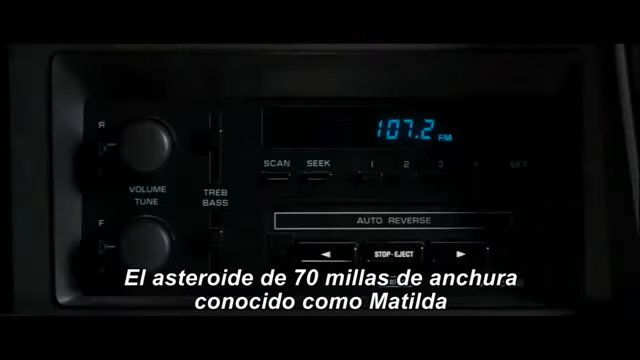 107.2 FM
R
SCAN SEEK 1 2 3 4 SET
VOLUME
TUNE
TREB
BASS
AUTO REVERSE
F
STOP-EJECT
El asteroide de 70 millas de anchura
conocido como Matilda